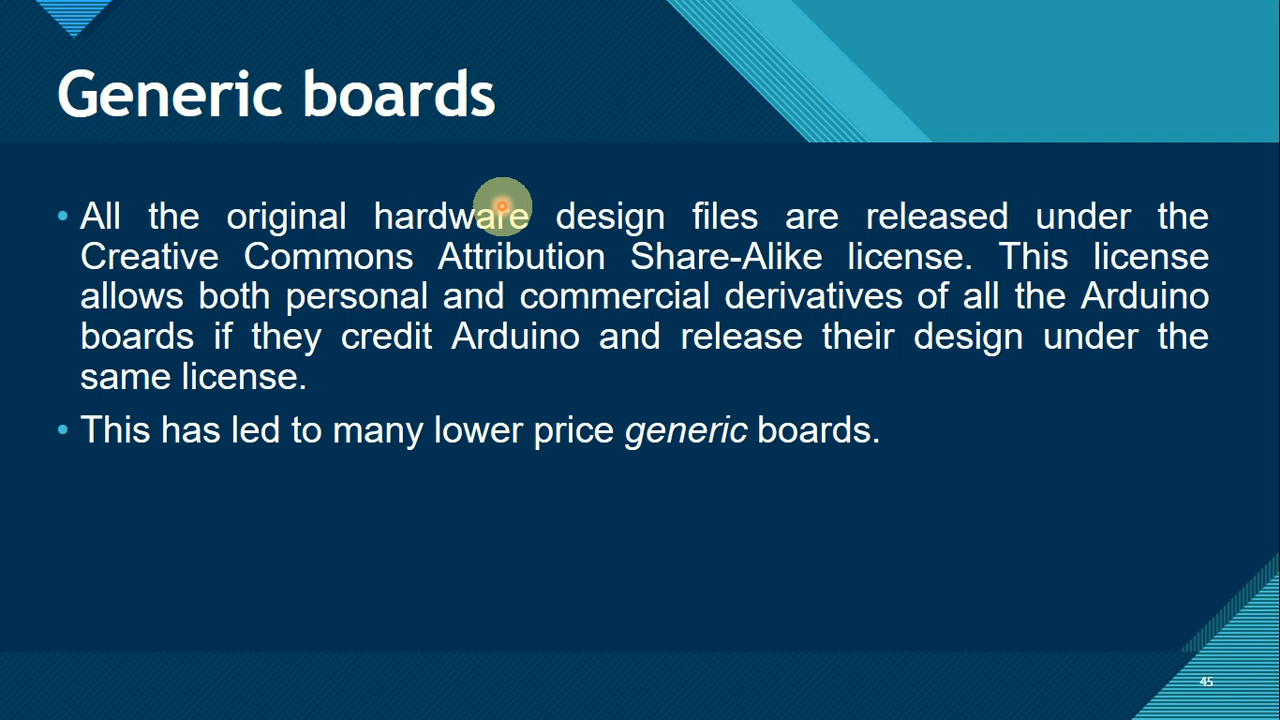 Generic boards
• All the original hardware design files are released under the
Creative Commons Attribution Share-Alike license. This license
allows both personal and commercial derivatives of all the Arduino
boards if they credit Arduino and release their design under the
same license.
• This has led to many lower price generic boards.
45